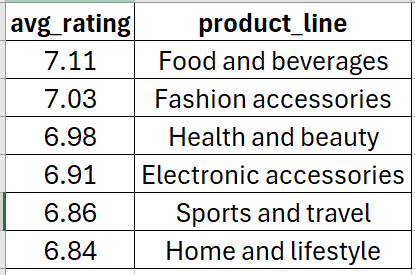 avg_rating product_line
7.11 Food and beverages
7.03 Fashion accessories
6.98 Health and beauty
6.91 Electronic accessories
6.86 Sports and travel
6.84 Home and lifestyle